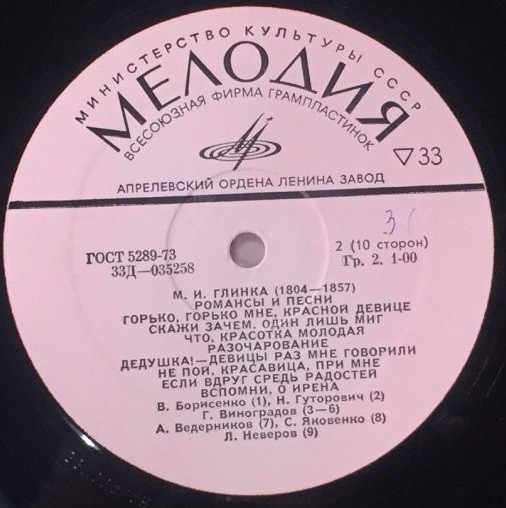 МИНИСТЕРСТВО КУЛЬТУРЫ СССР
МЕЛОДИЯ
ВСЕСОЮЗНАЯ ФИРМА ГРАМПЛАСТИНОК
▽33
АПРЕЛЕВСКИЙ ОРДЕНА ЛЕНИНА ЗАВОД
3
ГОСТ 5289-73
2 (10 сторон)
33Д—035258
Гр. 2. 1-00
М. И. ГЛИНКА (1804—1857)
РОМАНСЫ И ПЕСНИ
ГОРЬКО, ГОРЬКО МНЕ, КРАСНОЙ ДЕВИЦЕ
СКАЖИ ЗАЧЕМ. ОДИН ЛИШЬ МИГ
ЧТО, КРАСОТКА МОЛОДАЯ
РАЗОЧАРОВАНИЕ
ДЕДУШКА!—ДЕВИЦЫ РАЗ МНЕ ГОВОРИЛИ
НЕ ПОЙ, КРАСАВИЦА, ПРИ МНЕ
ЕСЛИ ВДРУГ СРЕДЬ РАДОСТЕЙ
ВСПОМНИ, О ИРЕНА
В. Борисенко (1), Н. Гуторович (2)
Г. Виноградов (3—6)
А. Ведерников (7), С. Яковенко (8)
Л. Неверов (9)